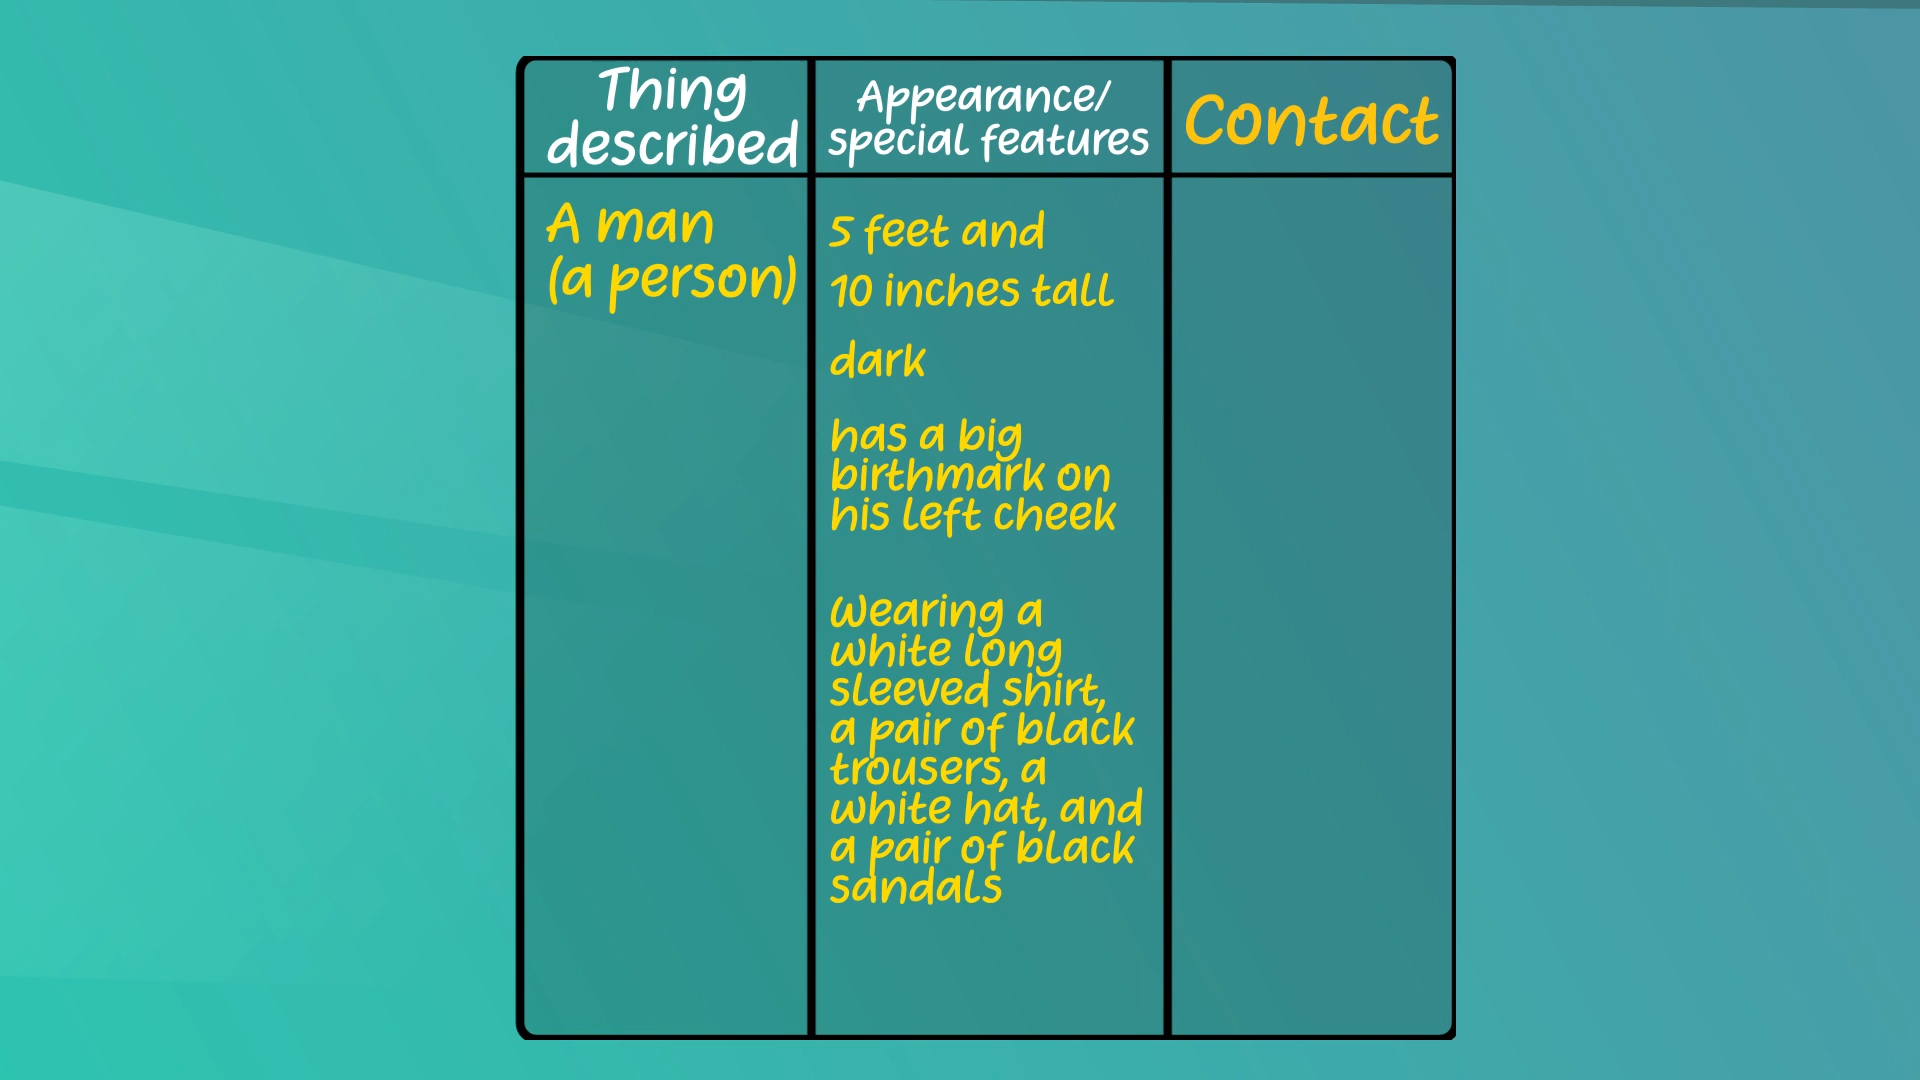 Thing
described
Appearance/
special features
Contact
A man
(a person)
5 feet and
10 inches tall
dark
has a big
birthmark on
his left cheek
wearing a
white long
sleeved shirt,
a pair of black
trousers, a
white hat, and
a pair of black
sandals